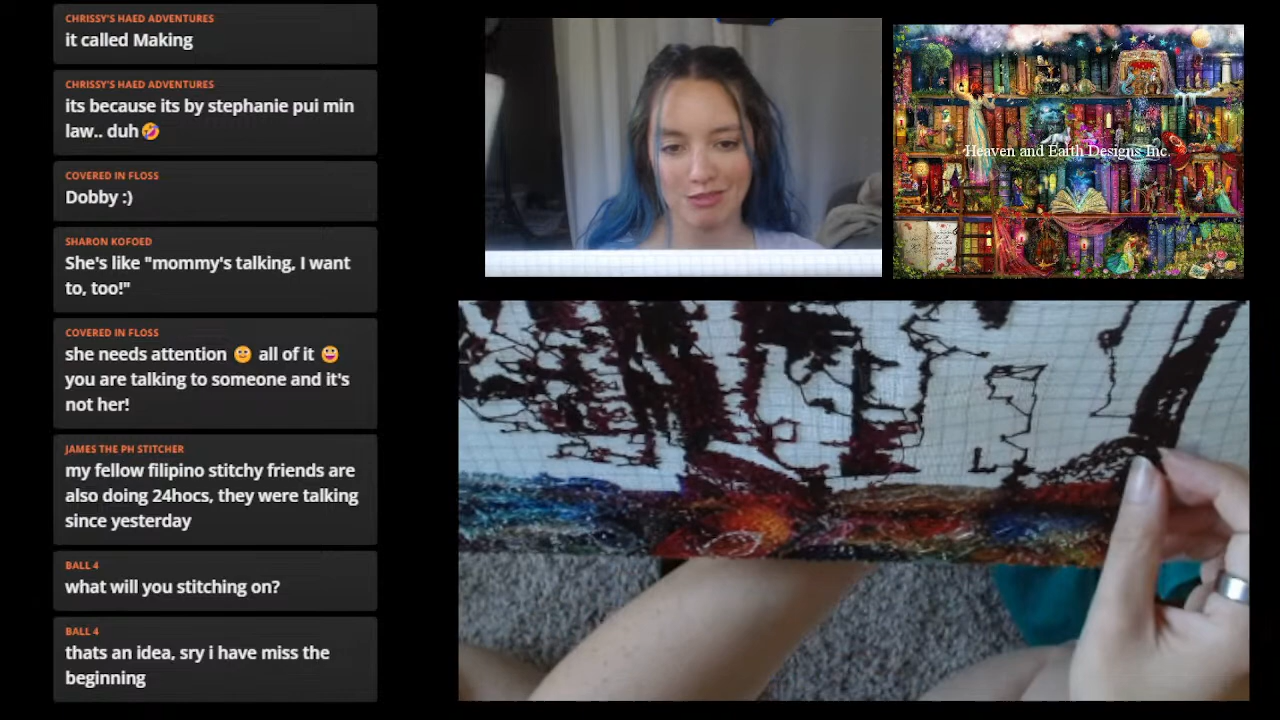 CHRISSY'S HAED ADVENTURES
it called Making
CHRISSY'S HAED ADVENTURES
its because its by stephanie pui min
law.. duh🤣
COVERED IN FLOSS
Dobby :)
SHARON KOFOED
She's like "mommy's talking, I want
to, too!"
COVERED IN FLOSS
she needs attention 😊 all of it 😀
you are talking to someone and it's
not her!
JAMES THE PH STITCHER
my fellow filipino stitchy friends are
also doing 24hocs, they were talking
since yesterday
BALL 4
what will you stitching on?
BALL 4
thats an idea, sry i have miss the
beginning
Heaven and Earth Designs Inc